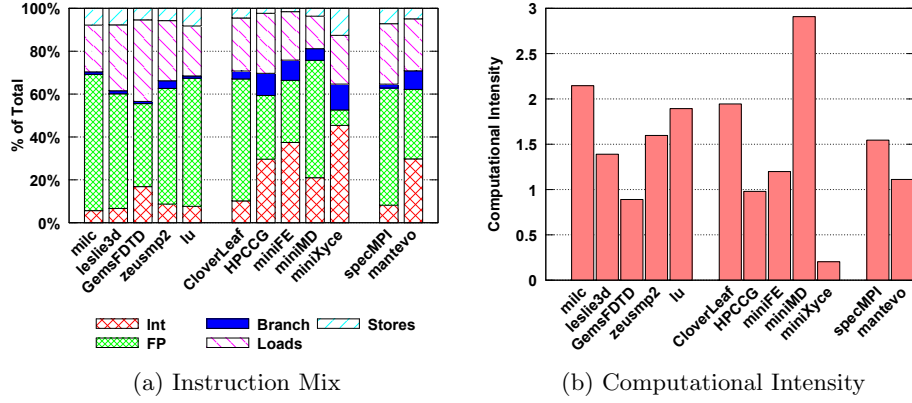 100%
80%
60%
40%
20%
0%
% of Total
milc
leslie3d
GemsFDTD
zeusmp2
lu
CloverLeaf
HPCCG
miniFE
miniMD
miniXyce
specMPI
mantevo
Int
FP
Branch
Loads
Stores
(a) Instruction Mix
3
2.5
2
1.5
1
0.5
0
Computational Intensity
milc
leslie3d
GemsFDTD
zeusmp2
lu
CloverLeaf
HPCCG
miniFE
miniMD
miniXyce
specMPI
mantevo
(b) Computational Intensity